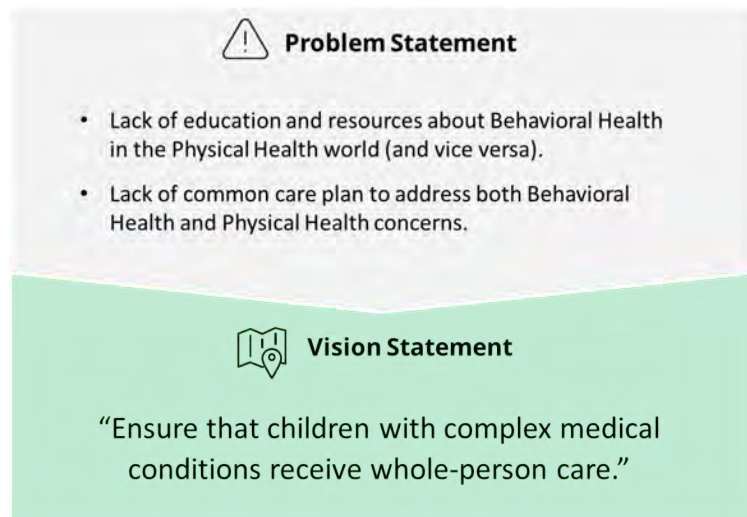 Problem Statement
• Lack of education and resources about Behavioral Health
in the Physical Health world (and vice versa).
• Lack of common care plan to address both Behavioral
Health and Physical Health concerns.
Vision Statement
“Ensure that children with complex medical
conditions receive whole-person care.”